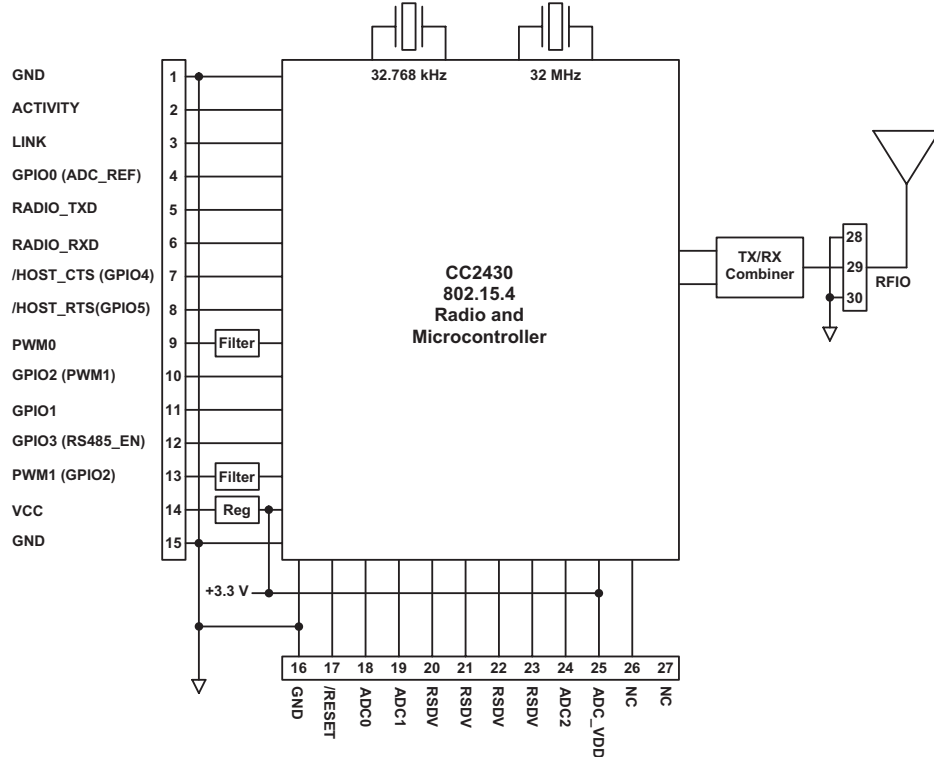 32.768 kHz
32 MHz
GND 1
ACTIVITY 2
LINK 3
GPIO0 (ADC_REF) 4
RADIO_TXD 5
RADIO_RXD 6
/HOST_CTS (GPIO4) 7
/HOST_RTS(GPIO5) 8
PWM0 9 Filter
GPIO2 (PWM1) 10
GPIO1 11
GPIO3 (RS485_EN) 12
PWM1 (GPIO2) 13 Filter
VCC 14 Reg
GND 15
CC2430
802.15.4
Radio and
Microcontroller
TX/RX
Combiner
28
29
30
RFIO
+3.3 V
16 17 18 19 20 21 22 23 24 25 26 27
GND
/RESET
ADC0
ADC1
RSDV
RSDV
RSDV
RSDV
ADC2
ADC_VDD
NC
NC